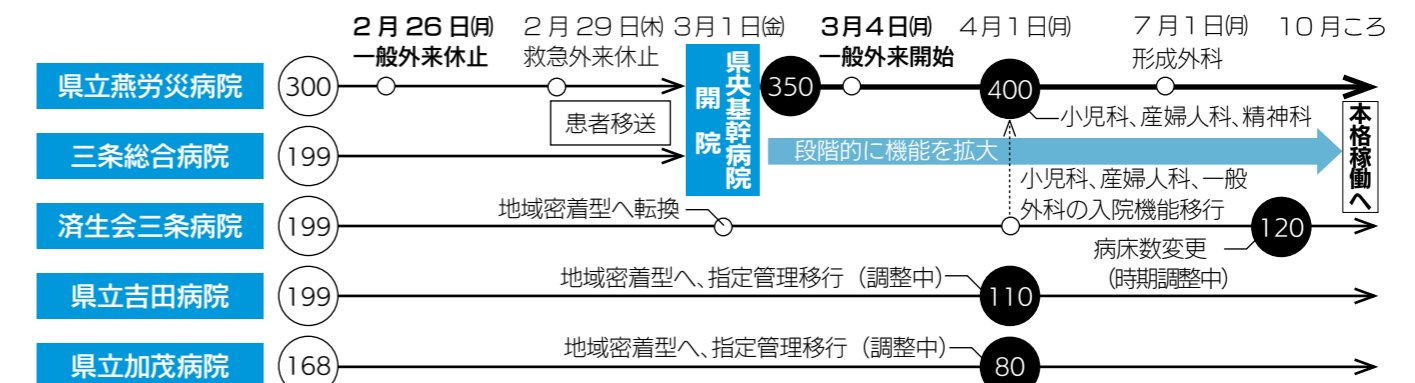 2月26日㈪
一般外来休止
2月29日㈭
救急外来休止
3月1日㈮
3月4日㈪
一般外来開始
4月1日㈪
7月1日㈪
形成外科
10月ころ
県立燕労災病院
300
県央基幹病院
開院
350
400
小児科、産婦人科、精神科
患者移送
三条総合病院
199
段階的に機能を拡大
本格稼働へ
小児科、産婦人科、一般
外科の入院機能移行
済生会三条病院
199
地域密着型へ転換
120
病床数変更
（時期調整中）
県立吉田病院
199
地域密着型へ、指定管理移行（調整中）
110
県立加茂病院
168
地域密着型へ、指定管理移行（調整中）
80